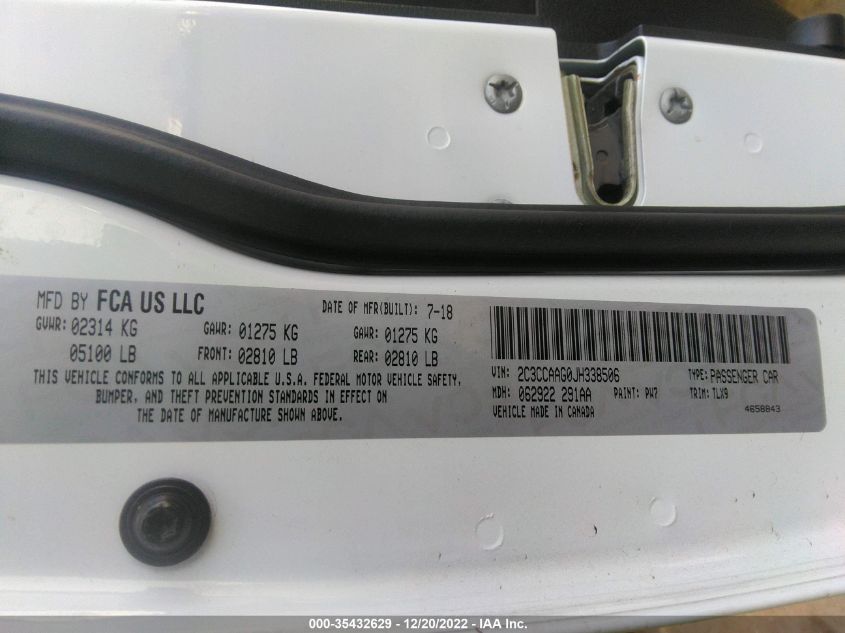 MFD BY FCA US LLC
DATE OF MFR(BUILT): 7-18
GVWR: 02314 KG
GAWR: 01275 KG
GAWR: 01275 KG
05100 LB
FRONT: 02810 LB
REAR: 02810 LB
THIS VEHICLE CONFORMS TO ALL APPLICABLE U.S.A. FEDERAL MOTOR VEHICLE SAFETY,
BUMPER, AND THEFT PREVENTION STANDARDS IN EFFECT ON
THE DATE OF MANUFACTURE SHOWN ABOVE.
VIN: 2C3CCAAG0JH338506
TYPE: PASSENGER CAR
MDH: 062922 291AA
PAINT: PW7
TRIM: TLX9
VEHICLE MADE IN CANADA
4658843
000-35432629 - 12/20/2022 - IAA Inc.